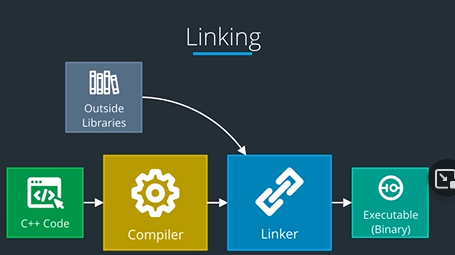 Linking
Outside
Libraries
C++ Code
Compiler
Linker
Executable
(Binary)